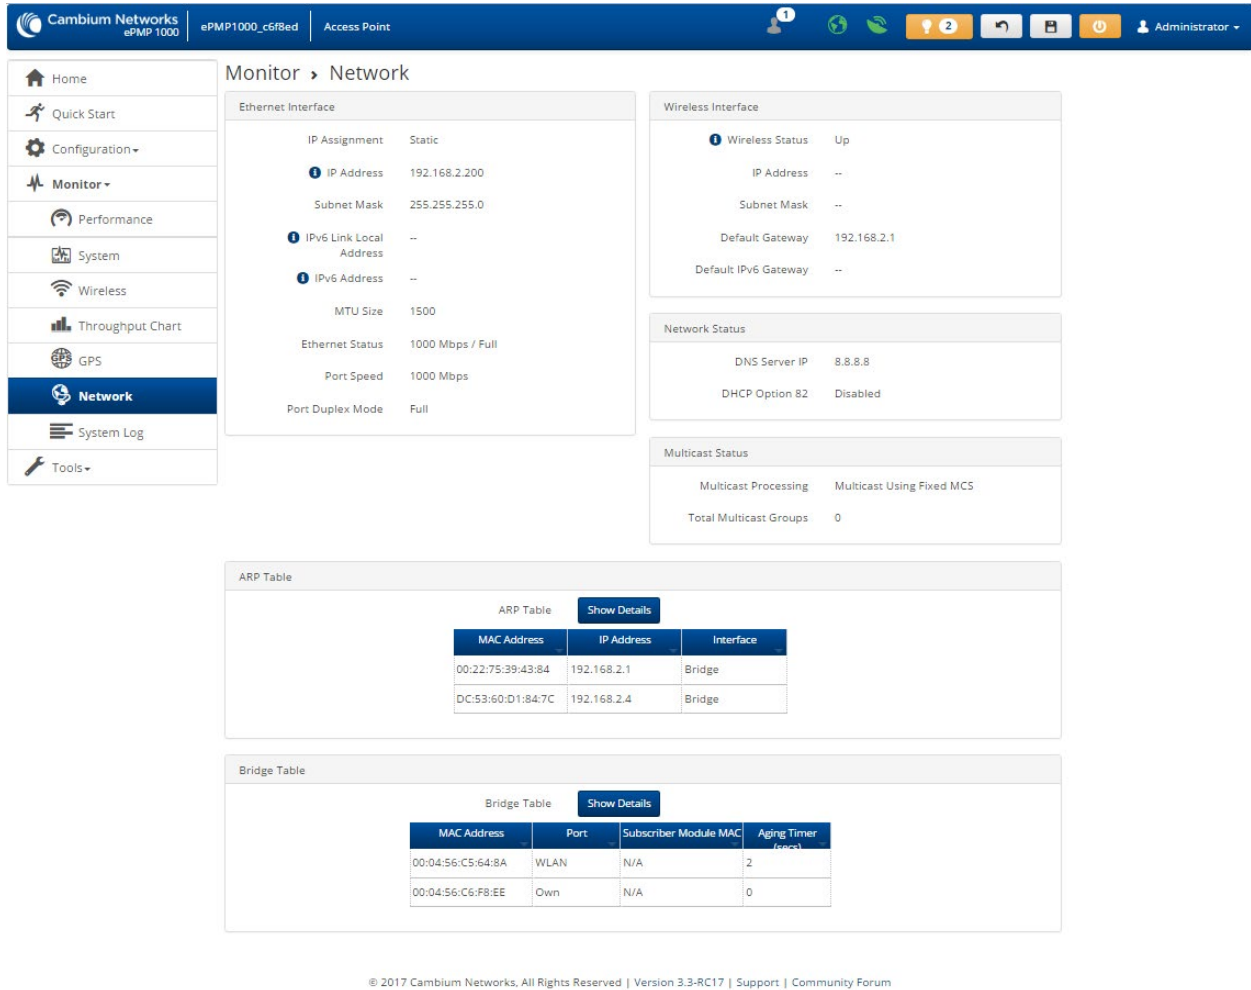 Cambium Networks
ePMP 1000
ePMP1000_c6f8ed
Access Point
1
2
Administrator
Home
Quick Start
Configuration
Monitor
Performance
System
Wireless
Throughput Chart
GPS
GPS
Network
System Log
Tools
Monitor › Network
Ethernet Interface
IP Assignment Static
IP Address 192.168.2.200
Subnet Mask 255.255.255.0
IPv6 Link Local Address --
IPv6 Address --
MTU Size 1500
Ethernet Status 1000 Mbps / Full
Port Speed 1000 Mbps
Port Duplex Mode Full
Wireless Interface
Wireless Status Up
IP Address --
Subnet Mask --
Default Gateway 192.168.2.1
Default IPv6 Gateway --
Network Status
DNS Server IP 8.8.8.8
DHCP Option 82 Disabled
Multicast Status
Multicast Processing Multicast Using Fixed MCS
Total Multicast Groups 0
ARP Table
ARP Table Show Details
MAC Address IP Address Interface
00:22:75:39:43:84 192.168.2.1 Bridge
DC:53:60:D1:84:7C 192.168.2.4 Bridge
Bridge Table
Bridge Table Show Details
MAC Address Port Subscriber Module MAC Aging Timer (secs)
00:04:56:C5:64:8A WLAN N/A 2
00:04:56:C6:F8:EE Own N/A 0
© 2017 Cambium Networks, All Rights Reserved | Version 3.3-RC17 | Support | Community Forum